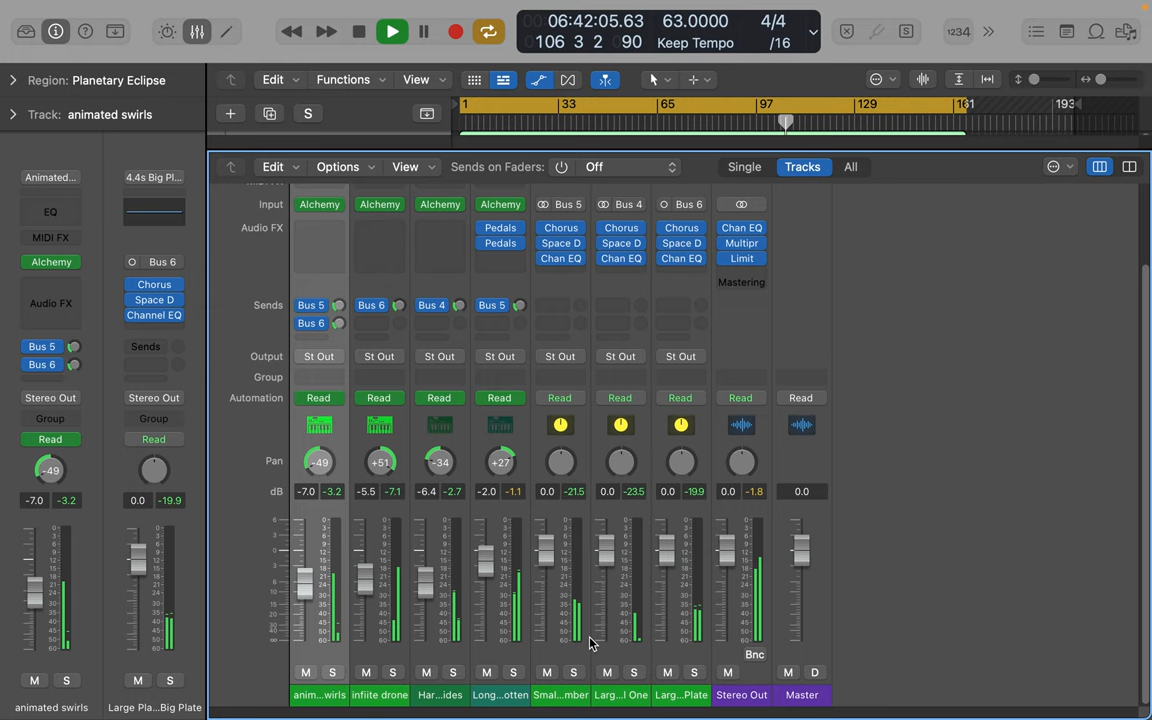 06:42:05.63 63.0000 4/4
106 3 2 090 Keep Tempo /16
1234
Region: Planetary Eclipse
Edit Functions View
Track: animated swirls
S
1 33 65 97 129 161 193
Edit Options View Sends on Faders: Off Single Tracks All
Animated... 4.4s Big Pl...
EQ
MIDI FX
Alchemy Bus 6
Audio FX
Chorus
Space D
Channel EQ
Bus 5 Sends
Bus 6
Stereo Out Stereo Out
Group Group
Read Read
-49
-7.0 -3.2 0.0 -19.9
M S M S
animated swirls Large Pla...Big Plate
Input Alchemy Alchemy Alchemy Alchemy Bus 5 Bus 4 Bus 6
Audio FX Pedals Chorus Chorus Chorus Chan EQ
Pedals Space D Space D Space D Multipr
Chan EQ Chan EQ Chan EQ Limit
Mastering
Sends Bus 5 Bus 6 Bus 4 Bus 5
Bus 6
Output St Out St Out St Out St Out St Out St Out St Out
Group
Automation Read Read Read Read Read Read Read Read Read
Pan -49 +51 -34 +27
dB -7.0 -3.2 -5.5 -7.1 -6.4 -2.7 -2.0 -1.1 0.0 -21.5 0.0 -23.5 0.0 -19.9 0.0 -1.8 0.0
Bnc
M S M S M S M S M S M S M S M M D
anim...wirls infiite drone Har...ides Long...otten Smal...mber Larg...l One Larg...Plate Stereo Out Master